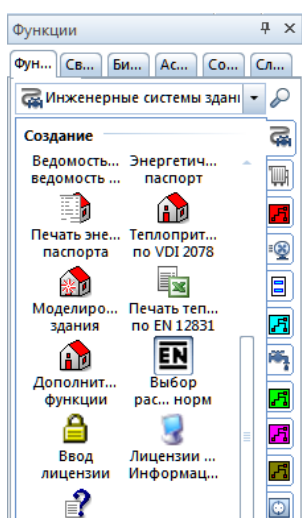 Функции
Фун... Св... Би... Ас... Со... Сл...
Инженерные системы здані
Создание
Ведомость... Энергетич...
ведомость ... паспорт
Печать эне... Теплоприт...
паспорта по VDI 2078
Моделиро... Печать теп...
здания по EN 12831
EN
Дополнит... Выбор
функции рас... норм
Ввод Лицензии ...
лицензии Информац...